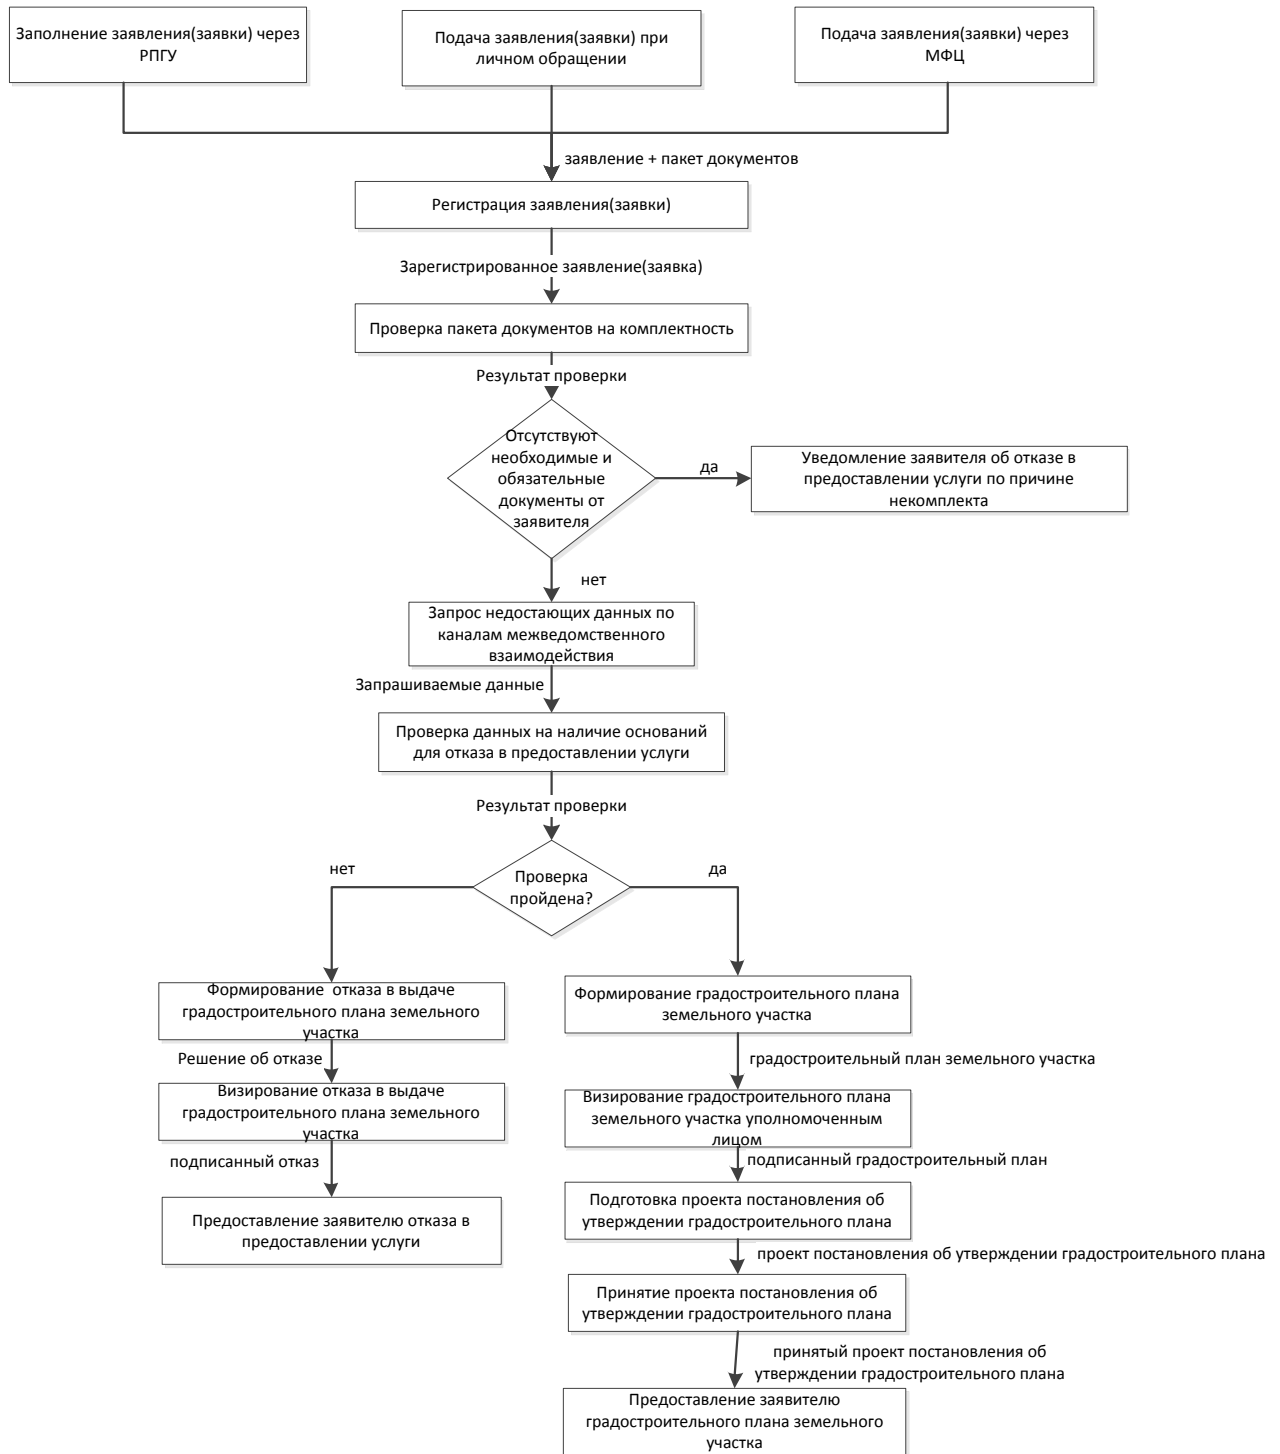 Заполнение заявления(заявки) через
РПГУ
Подача заявления(заявки) при
личном обращении
Подача заявления(заявки) через
МФЦ
заявление + пакет документов
Регистрация заявления(заявки)
Зарегистрированное заявление(заявка)
Проверка пакета документов на комплектность
Результат проверки
Отсутствуют
необходимые и
обязательные
документы от
заявителя
да
Уведомление заявителя об отказе в
предоставлении услуги по причине
некомплекта
нет
Запрос недостающих данных по
каналам межведомственного
взаимодействия
Запрашиваемые данные
Проверка данных на наличие оснований
для отказа в предоставлении услуги
Результат проверки
Проверка
пройдена?
нет
да
Формирование  отказа в выдаче
градостроительного плана земельного
участка
Решение об отказе
Визирование отказа в выдаче
градостроительного плана земельного
участка
подписанный отказ
Предоставление заявителю отказа в
предоставлении услуги
Формирование градостроительного плана
земельного участка
градостроительный план земельного участка
Визирование градостроительного плана
земельного участка уполномоченным
лицом
подписанный градостроительный план
Подготовка проекта постановления об
утверждении градостроительного плана
проект постановления об утверждении градостроительного плана
Принятие проекта постановления об
утверждении градостроительного плана
принятый проект постановления об
утверждении градостроительного плана
Предоставление заявителю
градостроительного плана земельного
участка